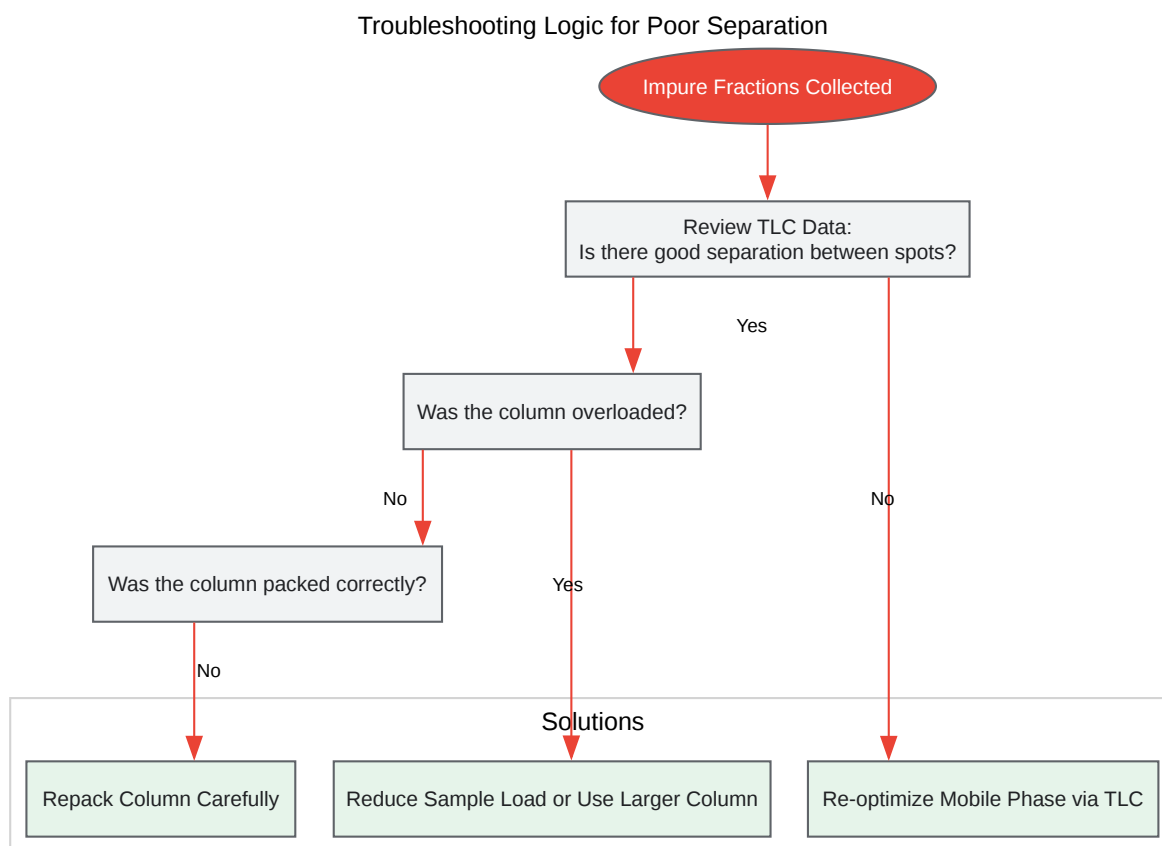 Troubleshooting Logic for Poor Separation
Impure Fractions Collected
Review TLC Data:
Is there good separation between spots?
Yes
Was the column overloaded?
No
No
Was the column packed correctly?
Yes
No
Solutions
Repack Column Carefully
Reduce Sample Load or Use Larger Column
Re-optimize Mobile Phase via TLC